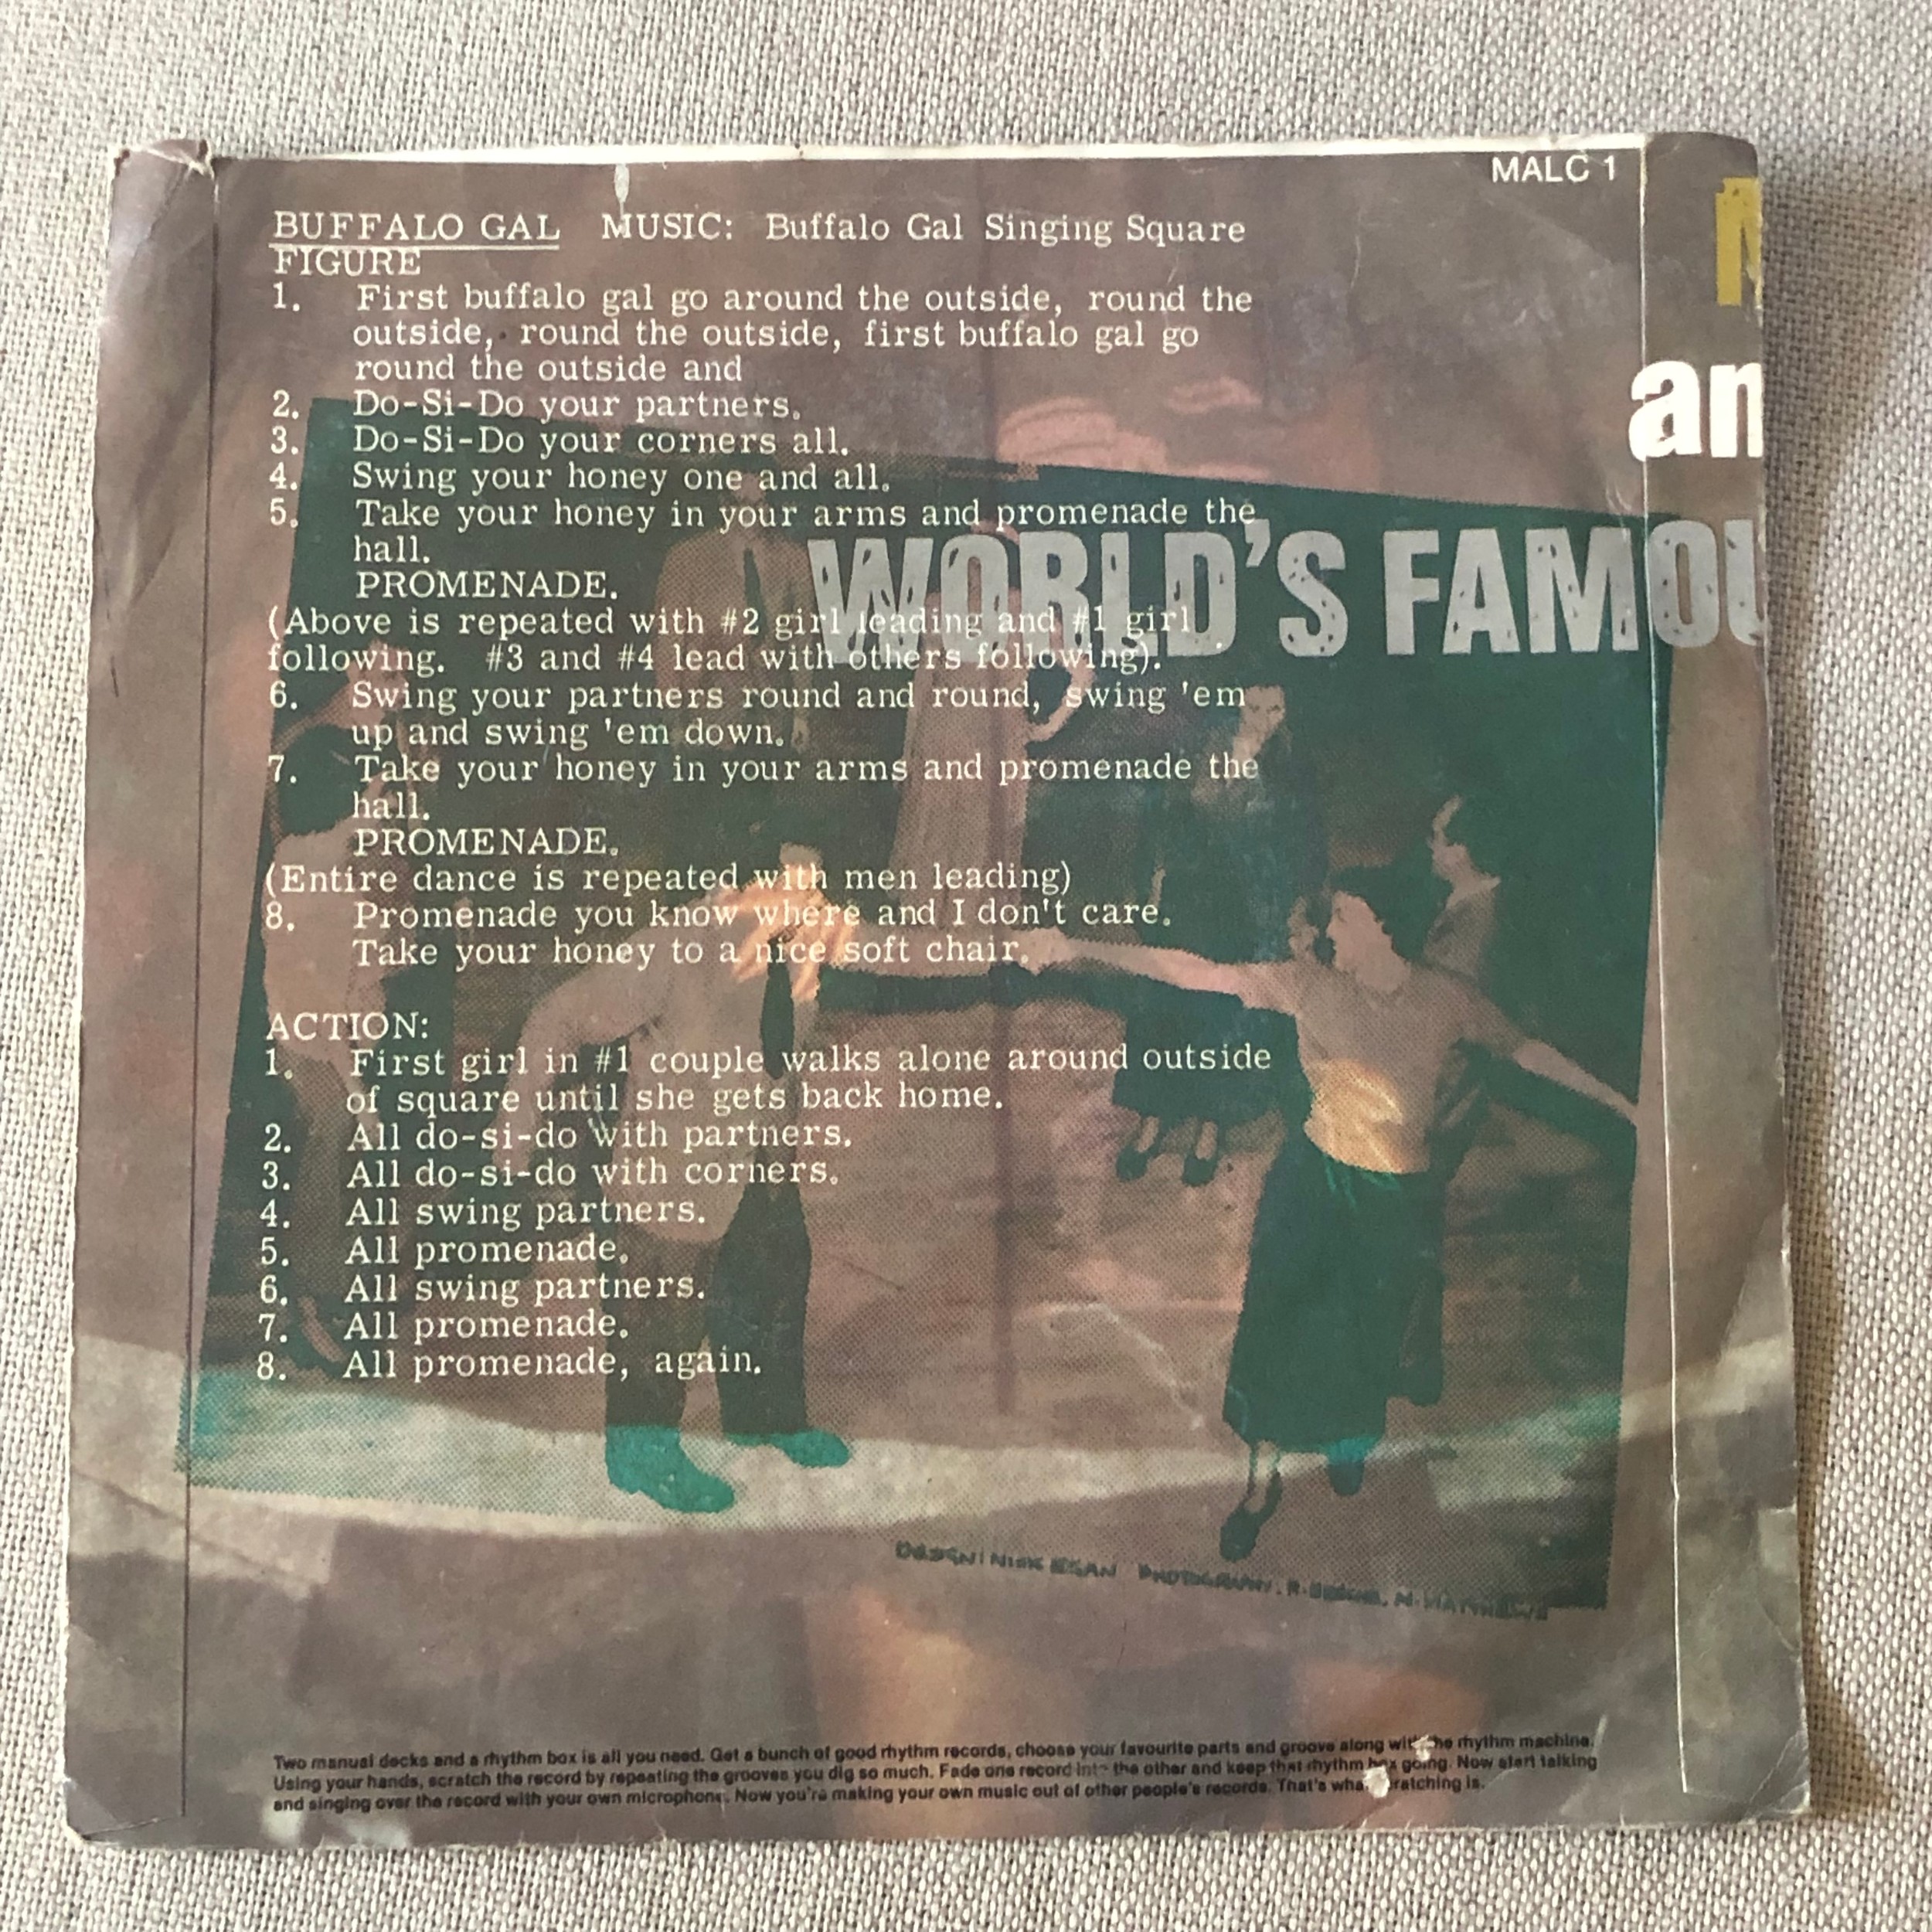 MALC 1
BUFFALO GAL MUSIC: Buffalo Gal Singing Square
FIGURE
1. First buffalo gal go around the outside, round the
outside, round the outside, first buffalo gal go
round the outside and
2. Do-Si-Do your partners.
3. Do-Si-Do your corners all.
4. Swing your honey one and all.
5. Take your honey in your arms and promenade the
hall.
PROMENADE.
(Above is repeated with #2 girl leading and #1 girl
following. #3 and #4 lead with others following).
6. Swing your partners round and round, swing 'em
up and swing 'em down.
7. Take your honey in your arms and promenade the
hall.
PROMENADE.
(Entire dance is repeated with men leading)
8. Promenade you know where and I don't care.
Take your honey to a nice soft chair.
an
WORLD'S FAMOU
ACTION:
1. First girl in #1 couple walks alone around outside
of square until she gets back home.
2. All do-si-do with partners.
3. All do-si-do with corners.
4. All swing partners.
5. All promenade.
6. All swing partners.
7. All promenade.
8. All promenade, again.
DESIGN: NICK EGAN PHOTOGRAPHY: R. N. MATTHEWS
Two manual decks and a rhythm box is all you need. Get a bunch of good rhythm records, choose your favourite parts and groove along with the rhythm machine.
Using your hands, scratch the record by repeating the grooves you dig so much. Fade one record into the other and keep that rhythm box going. Now start talking
and singing over the record with your own microphone. Now you're making your own music out of other people's records. That's what scratching is.